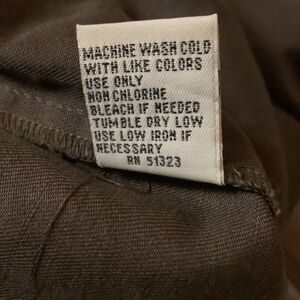 MACHINE WASH COLD
WITH LIKE COLORS
USE ONLY
NON CHLORINE
BLEACH IF NEEDED
TUMBLE DRY LOW
USE LOW IRON IF
NECESSARY
RN 51323